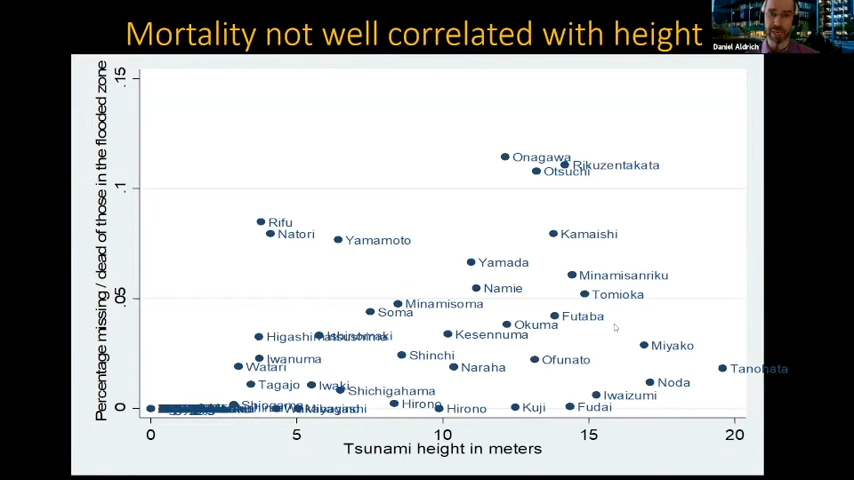 Mortality not well correlated with height
Daniel Aldrich
Percentage missing / dead of those in the flooded zone
.15
.1
.05
0
Onagawa
Rikuzentakata
Otsuchi
Rifu
Natori
Yamamoto
Kamaishi
Yamada
Minamisanriku
Namie
Tomioka
Minamisoma
Soma
Futaba
Okuma
Higashimatsushima
Kesennuma
Miyako
Iwanuma
Shinchi
Ofunato
Watari
Naraha
Tanohata
Tagajo
Iwaki
Shichigahama
Noda
Iwaizumi
Shiogama
Hirono
Hirono
Kuji
Fudai
0
5
10
15
20
Tsunami height in meters